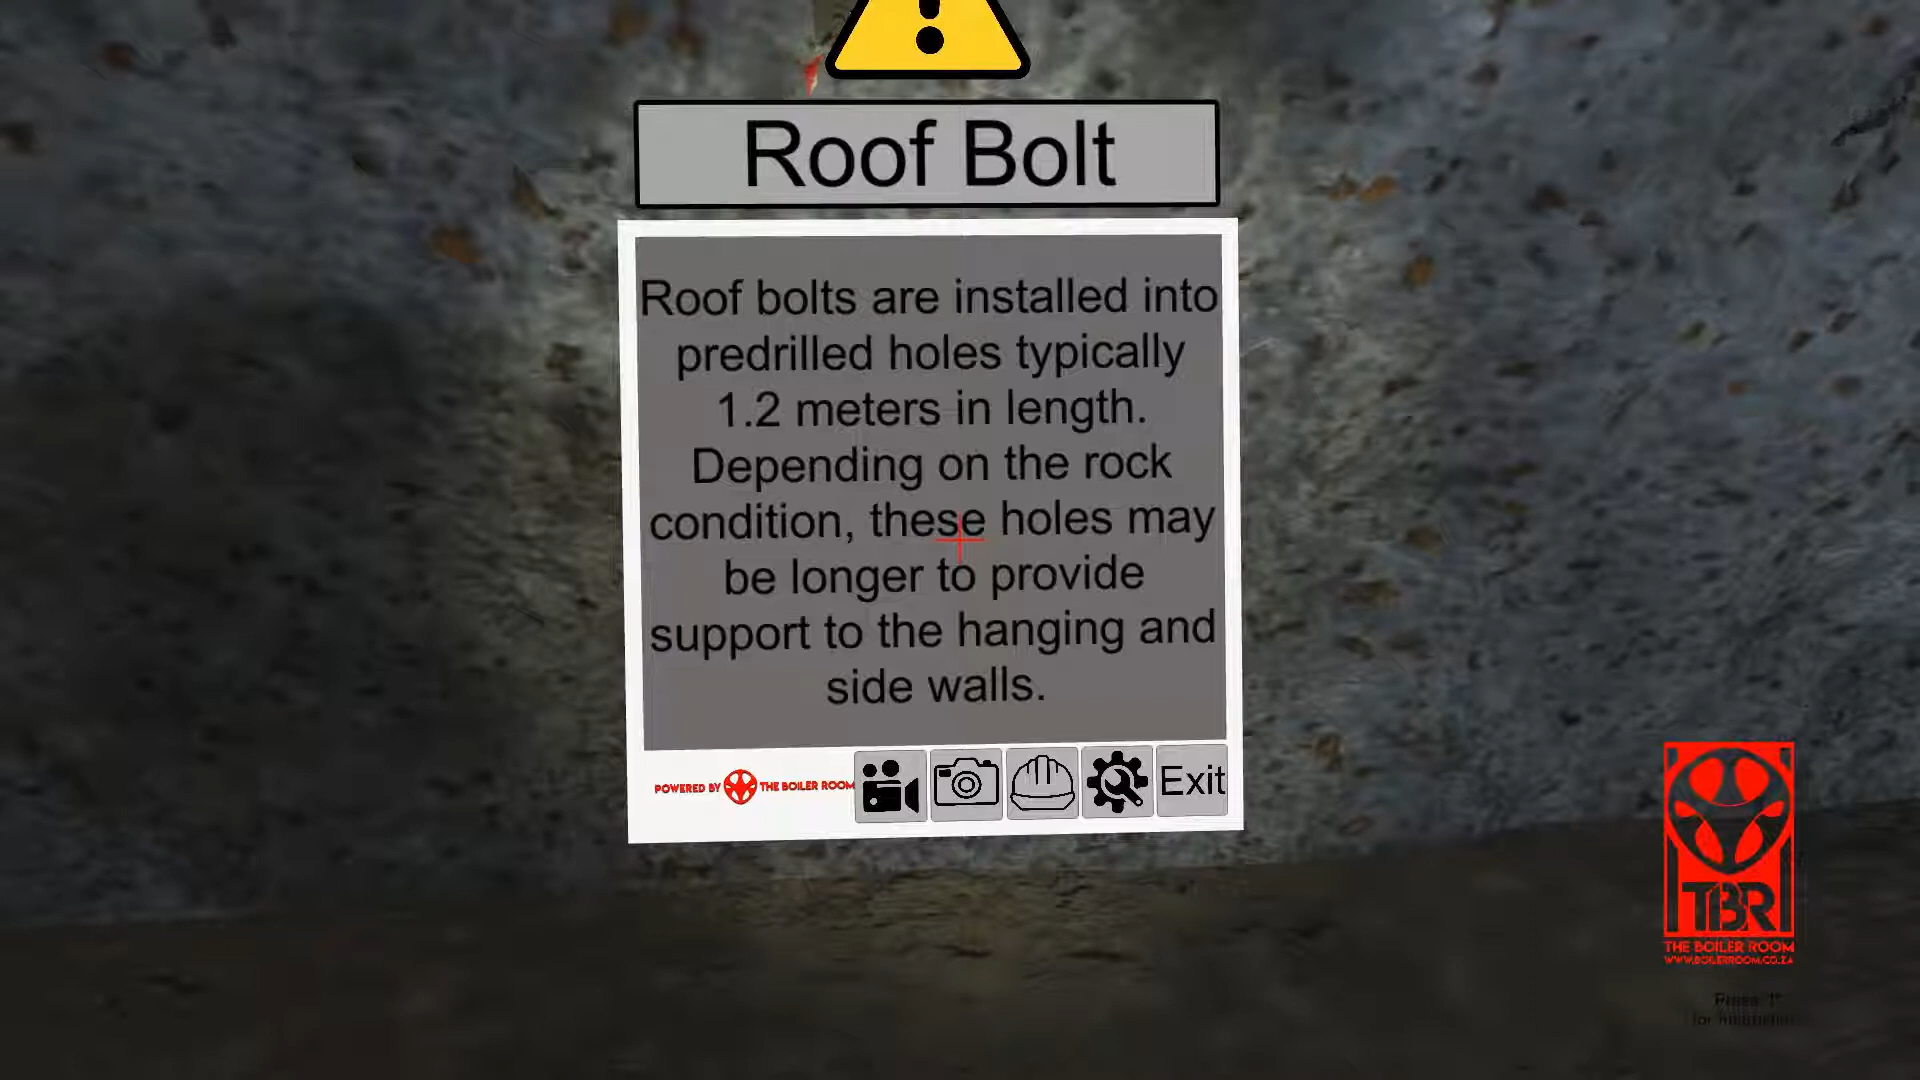 Roof Bolt
Roof bolts are installed into
predrilled holes typically
1.2 meters in length.
Depending on the rock
condition, these holes may
be longer to provide
support to the hanging and
side walls.
POWERED BY THE BOILER ROOM
Exit
TBR
THE BOILER ROOM
WWW.BOILERROOM.CO.ZA